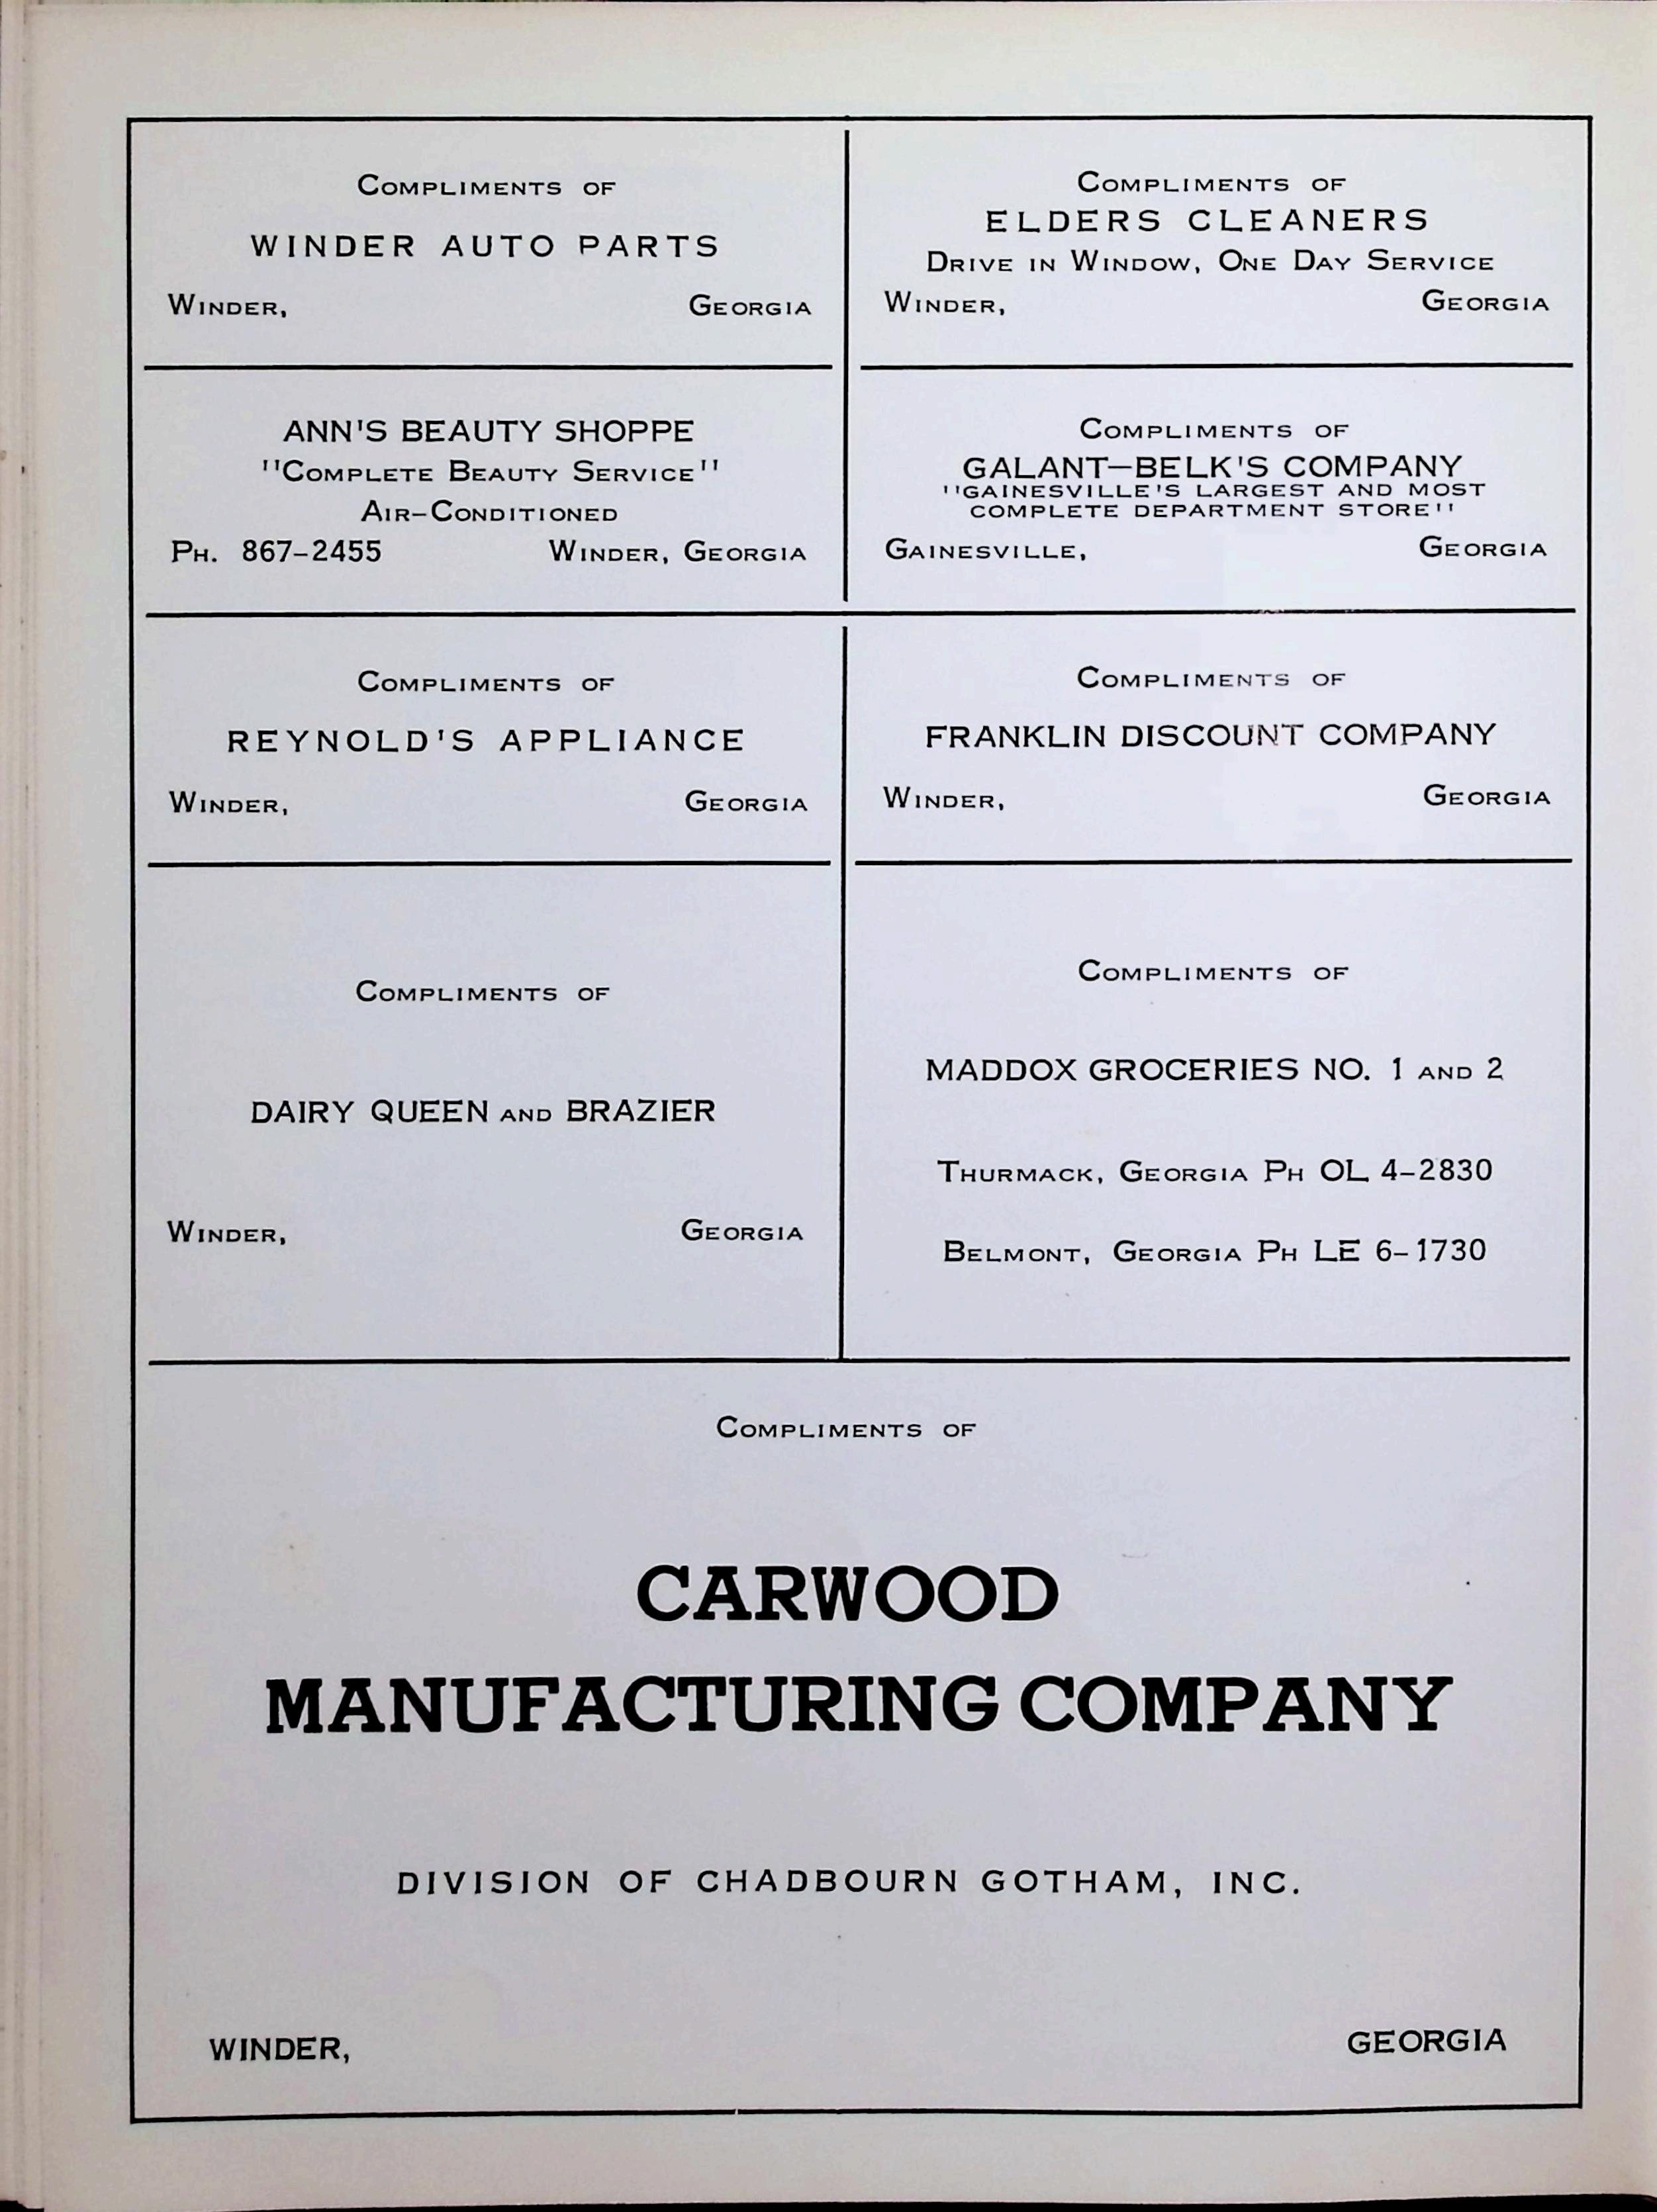 Compliments of
WINDER AUTO PARTS
Winder, Georgia
Compliments of
ELDERS CLEANERS
Drive in Window, One Day Service
Winder, Georgia
ANN'S BEAUTY SHOPPE
"Complete Beauty Service"
Air-Conditioned
Ph. 867-2455 Winder, Georgia
Compliments of
GALANT—BELK'S COMPANY
"GAINESVILLE'S LARGEST AND MOST
COMPLETE DEPARTMENT STORE"
Gainesville, Georgia
Compliments of
REYNOLD'S APPLIANCE
Winder, Georgia
Compliments of
FRANKLIN DISCOUNT COMPANY
Winder, Georgia
Compliments of
DAIRY QUEEN and BRAZIER
Winder, Georgia
Compliments of
MADDOX GROCERIES NO. 1 and 2
Thurmack, Georgia Ph OL 4-2830
Belmont, Georgia Ph LE 6-1730
Compliments of
CARWOOD
MANUFACTURING COMPANY
DIVISION OF CHADBOURN GOTHAM, INC.
WINDER, GEORGIA